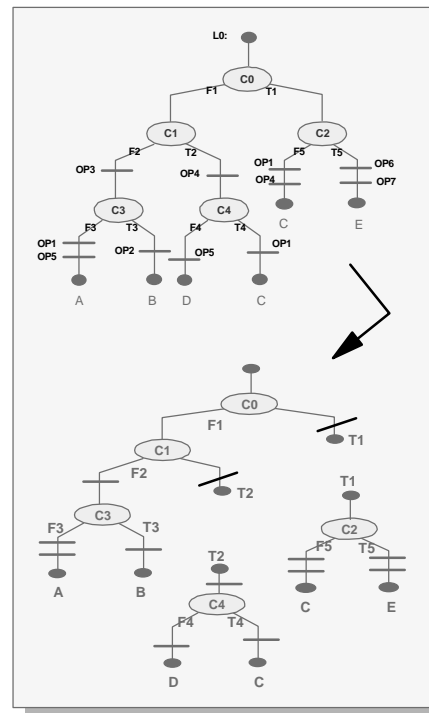 L0:
C0
F1 T1
C1 C2
F2 T2 F5 T5
OP3 OP4 OP1 OP6
OP4 OP7
C3 C4
C E
F3 T3 F4 T4
OP1 OP2 OP5 OP1
OP5
A B D C
C0
F1
T1
C1
F2
T2
T1
C3 C2
F3 T3 F5 T5
T2
A B C E
C4
F4 T4
D C